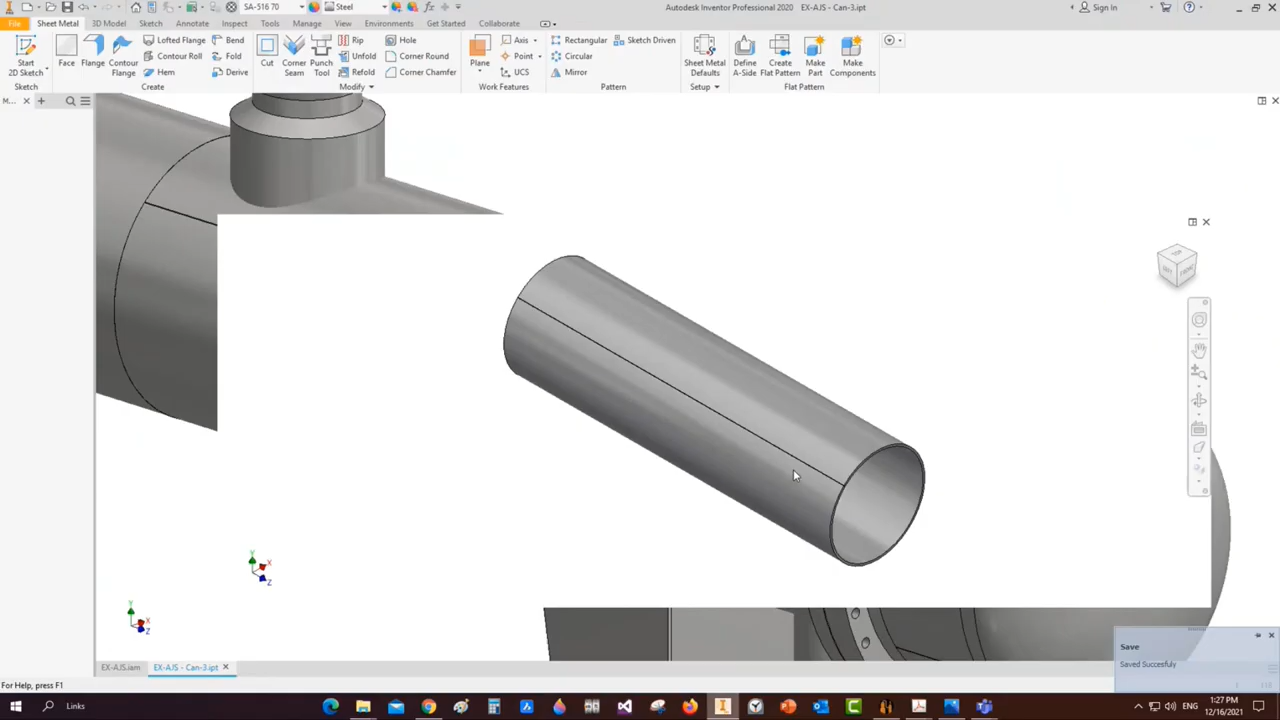 SA-516 70
Steel
Autodesk Inventor Professional 2020   EX-AJS - Can-3.ipt
Sign In
File   Sheet Metal   3D Model   Sketch   Annotate   Inspect   Tools   Manage   View   Environments   Get Started   Collaborate
Start
2D Sketch
Sketch
Face
Flange
Contour
Flange
Lofted Flange
Contour Roll
Hem
Bend
Fold
Derive
Create
Cut
Corner
Seam
Punch
Tool
Rip
Unfold
Refold
Hole
Corner Round
Corner Chamfer
Modify
Plane
Axis
Point
UCS
Work Features
Rectangular
Circular
Mirror
Sketch Driven
Pattern
Sheet Metal
Defaults
Setup
Define
A-Side
Create
Flat Pattern
Make
Part
Make
Components
Flat Pattern
M...
TOP
LEFT
FRONT
Y
X
Z
Y
X
Z
Save
Saved Succesfuly
EX-AJS.iam
EX-AJS - Can-3.ipt
For Help, press F1
Links
ENG
1:27 PM
12/16/2021